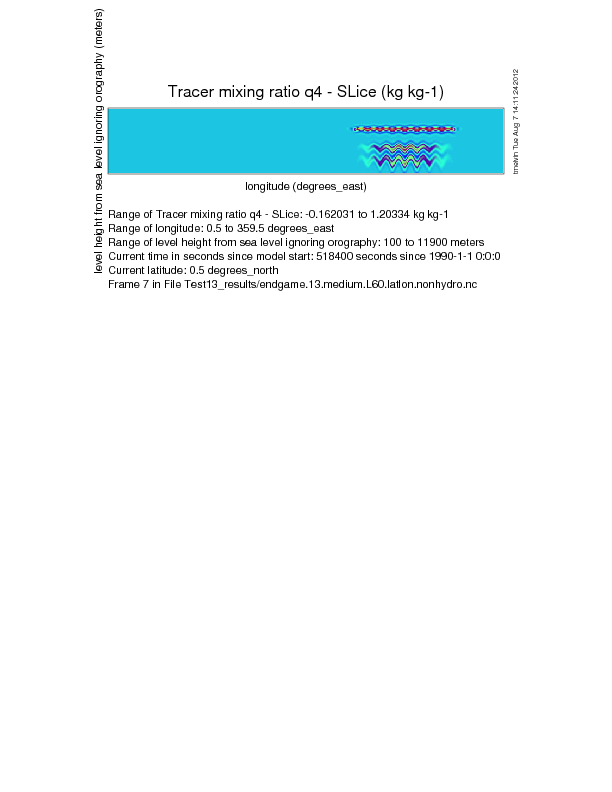 Tracer mixing ratio q4 - SLice (kg kg-1)
level height from sea level ignoring orography (meters)
tmelvin Tue Aug 7 14:11:24 2012
longitude (degrees_east)
Range of Tracer mixing ratio q4 - SLice: -0.162031 to 1.20334 kg kg-1
Range of longitude: 0.5 to 359.5 degrees_east
Range of level height from sea level ignoring orography: 100 to 11900 meters
Current time in seconds since model start: 518400 seconds since 1990-1-1 0:0:0
Current latitude: 0.5 degrees_north
Frame 7 in File Test13_results/endgame.13.medium.L60.latlon.nonhydro.nc